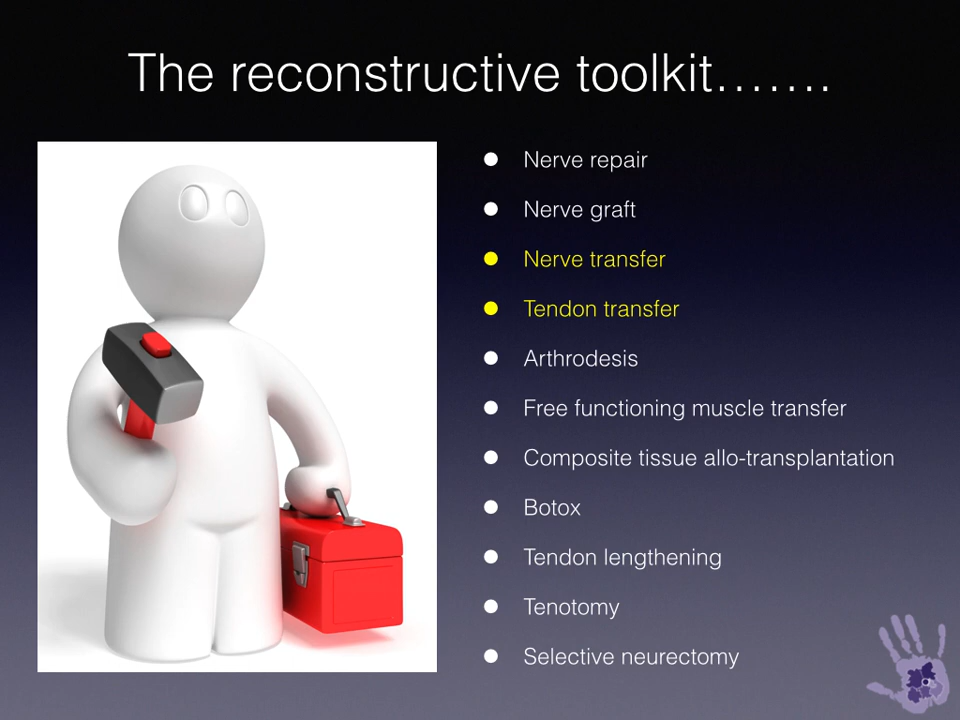 The reconstructive toolkit…….
Nerve repair
Nerve graft
Nerve transfer
Tendon transfer
Arthrodesis
Free functioning muscle transfer
Composite tissue allo-transplantation
Botox
Tendon lengthening
Tenotomy
Selective neurectomy